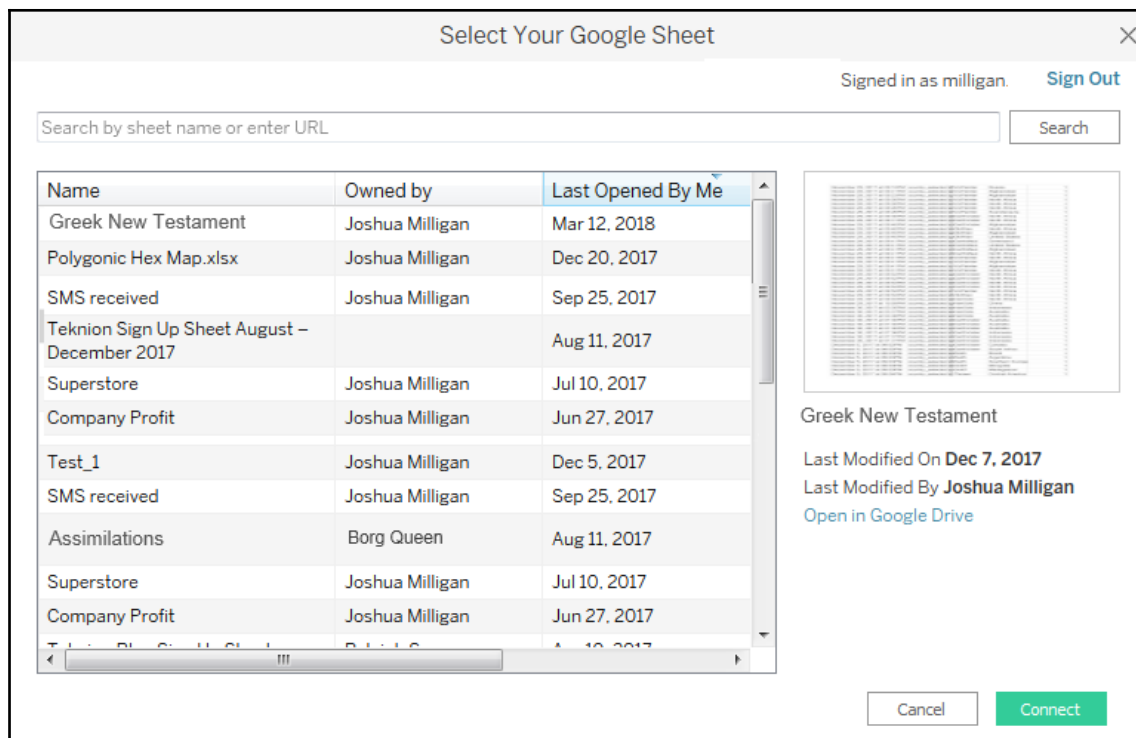 Select Your Google Sheet
Signed in as milligan.
Sign Out
Search by sheet name or enter URL
Search
Name Owned by Last Opened By Me
Greek New Testament Joshua Milligan Mar 12, 2018
Polygonic Hex Map.xlsx Joshua Milligan Dec 20, 2017
SMS received Joshua Milligan Sep 25, 2017
Teknion Sign Up Sheet August –
December 2017
Aug 11, 2017
Superstore Joshua Milligan Jul 10, 2017
Company Profit Joshua Milligan Jun 27, 2017
Test_1 Joshua Milligan Dec 5, 2017
SMS received Joshua Milligan Sep 25, 2017
Assimilations Borg Queen Aug 11, 2017
Superstore Joshua Milligan Jul 10, 2017
Company Profit Joshua Milligan Jun 27, 2017
Greek New Testament
Last Modified On Dec 7, 2017
Last Modified By Joshua Milligan
Open in Google Drive
Cancel
Connect